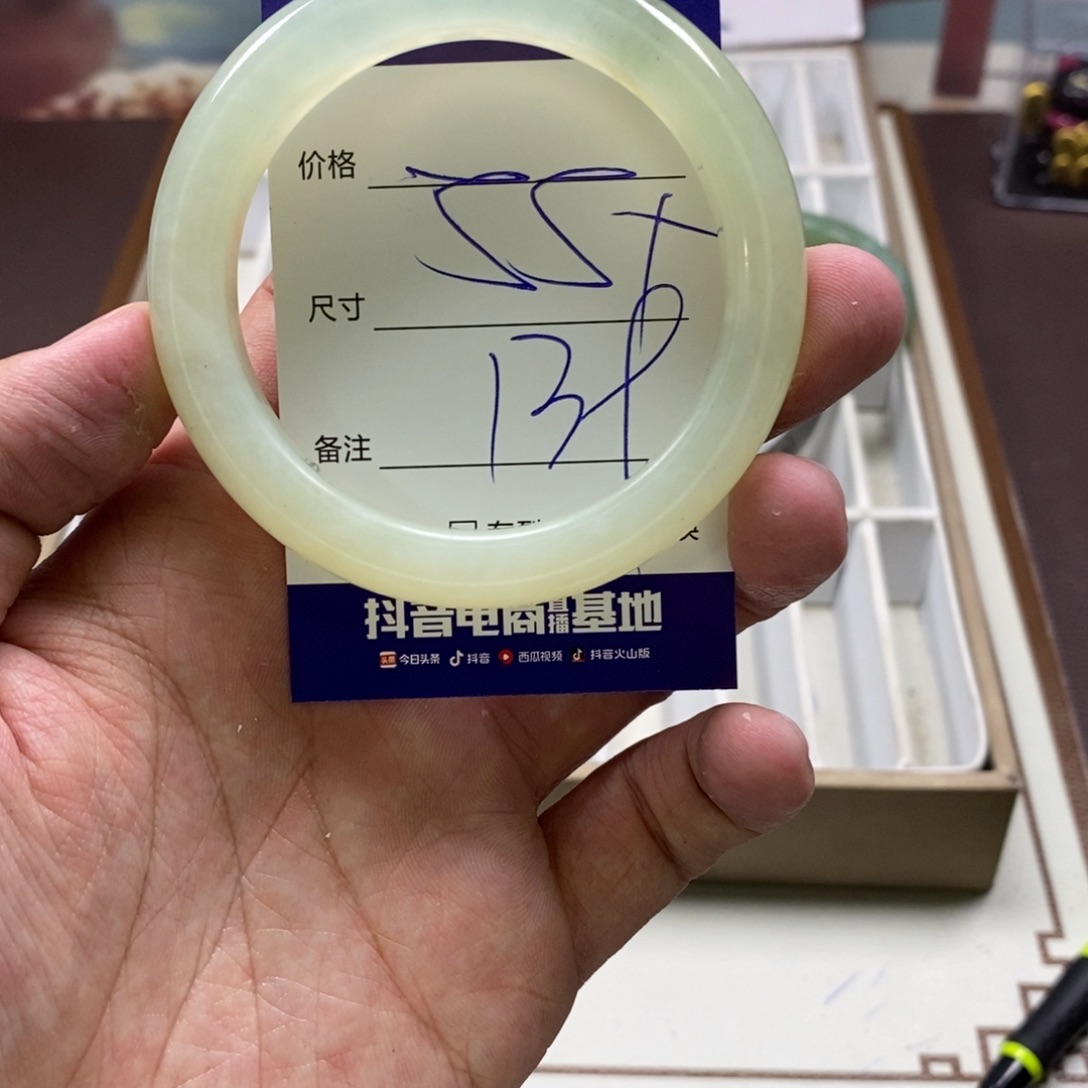 价格 55
尺寸
备注
抖音电商直播基地
今日头条 抖音 西瓜视频 抖音火山版